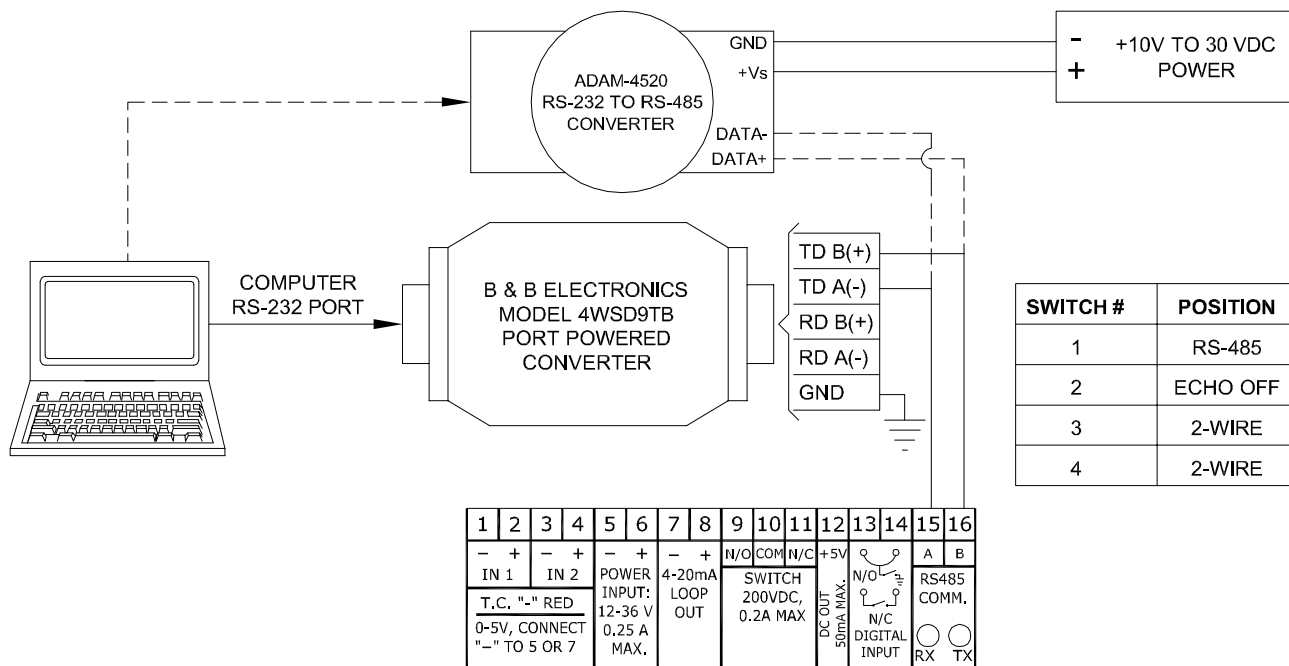 GND
+Vs
DATA-
DATA+
ADAM-4520
RS-232 TO RS-485
CONVERTER
-
+
+10V TO 30 VDC
POWER
COMPUTER
RS-232 PORT
B & B ELECTRONICS
MODEL 4WSD9TB
PORT POWERED
CONVERTER
TD B(+)
TD A(-)
RD B(+)
RD A(-)
GND
SWITCH # POSITION
1 RS-485
2 ECHO OFF
3 2-WIRE
4 2-WIRE
1 2 3 4 5 6 7 8 9 10 11 12 13 14 15 16
− + − + − + − + N/O COM N/C +5V A B
IN 1 IN 2
T.C. "-" RED
0-5V, CONNECT
"−" TO 5 OR 7
POWER
INPUT:
12-36 V
0.25 A
MAX.
4-20mA
LOOP
OUT
SWITCH
200VDC,
0.2A MAX
DC OUT
50mA MAX.
N/O
N/C
DIGITAL
INPUT
RS485
COMM.
RX TX